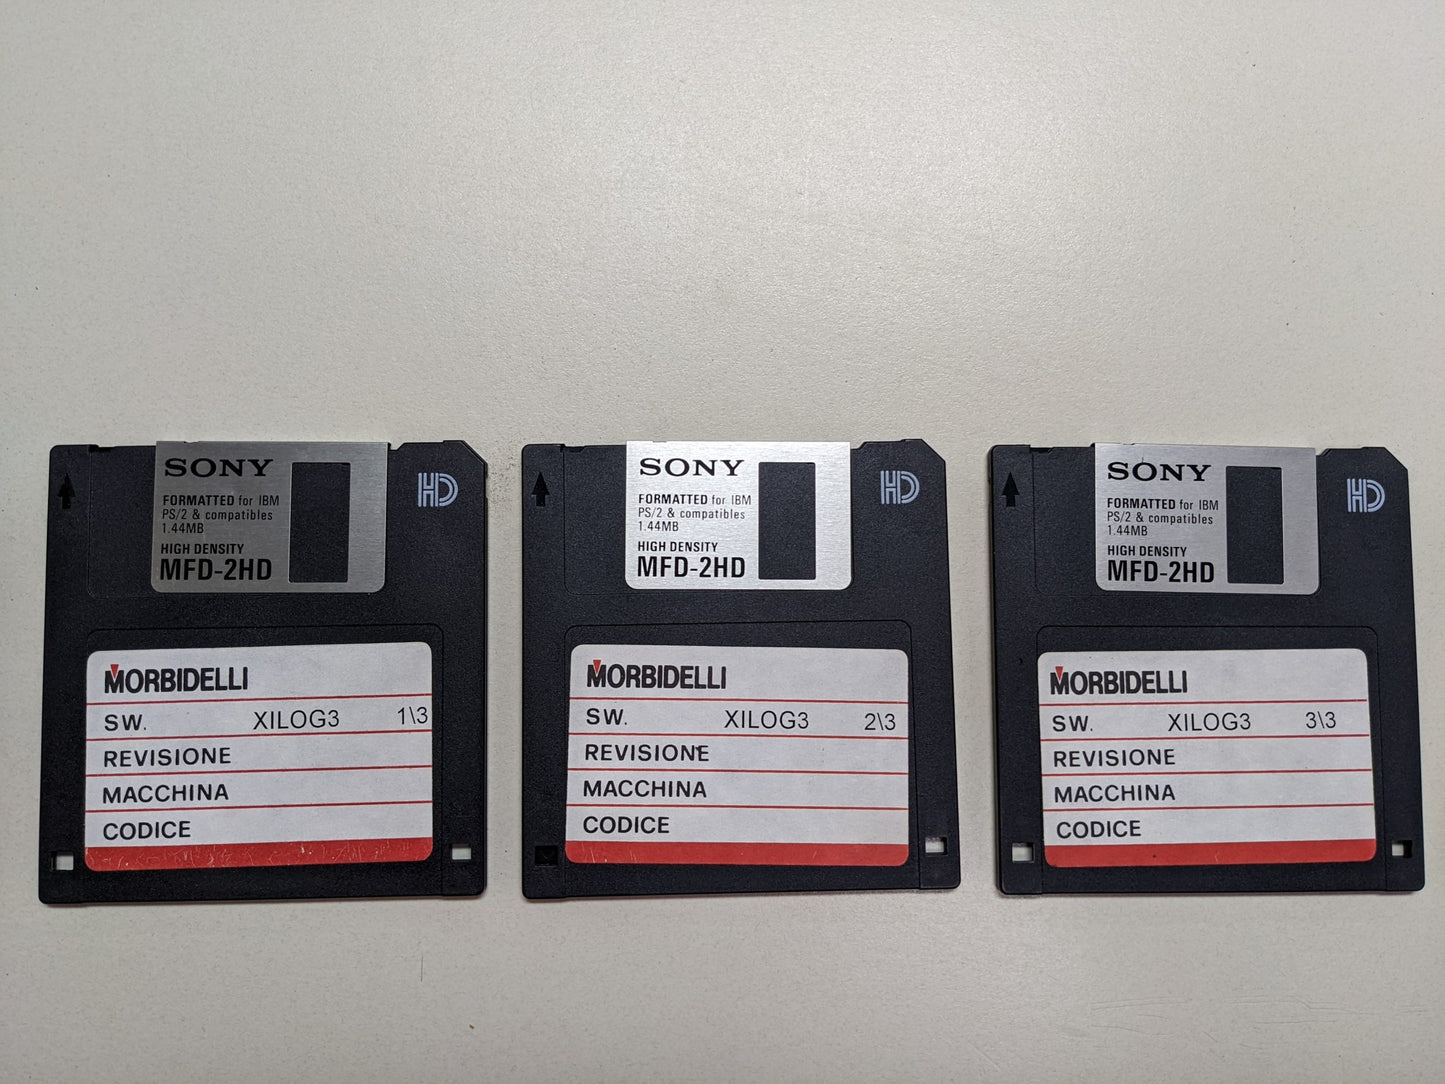 SONY
FORMATTED for IBM
PS/2 & compatibles
1.44MB
HIGH DENSITY
MFD-2HD
HD
MORBIDELLI
SW. XILOG3 1\3
REVISIONE
MACCHINA
CODICE
SONY
FORMATTED for IBM
PS/2 & compatibles
1.44MB
HIGH DENSITY
MFD-2HD
HD
MORBIDELLI
SW. XILOG3 2\3
REVISIONE
MACCHINA
CODICE
SONY
FORMATTED for IBM
PS/2 & compatibles
1.44MB
HIGH DENSITY
MFD-2HD
HD
MORBIDELLI
SW. XILOG3 3\3
REVISIONE
MACCHINA
CODICE